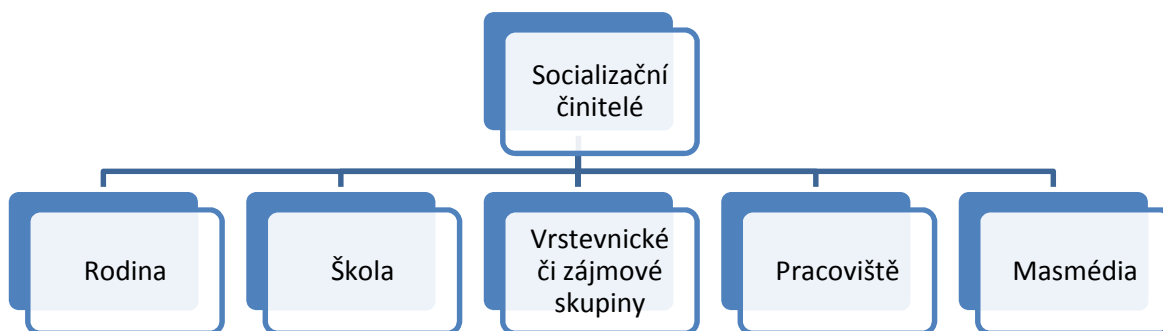 Socializační
činitelé
Rodina
Škola
Vrstevnické
či zájmové
skupiny
Pracoviště
Masmédia